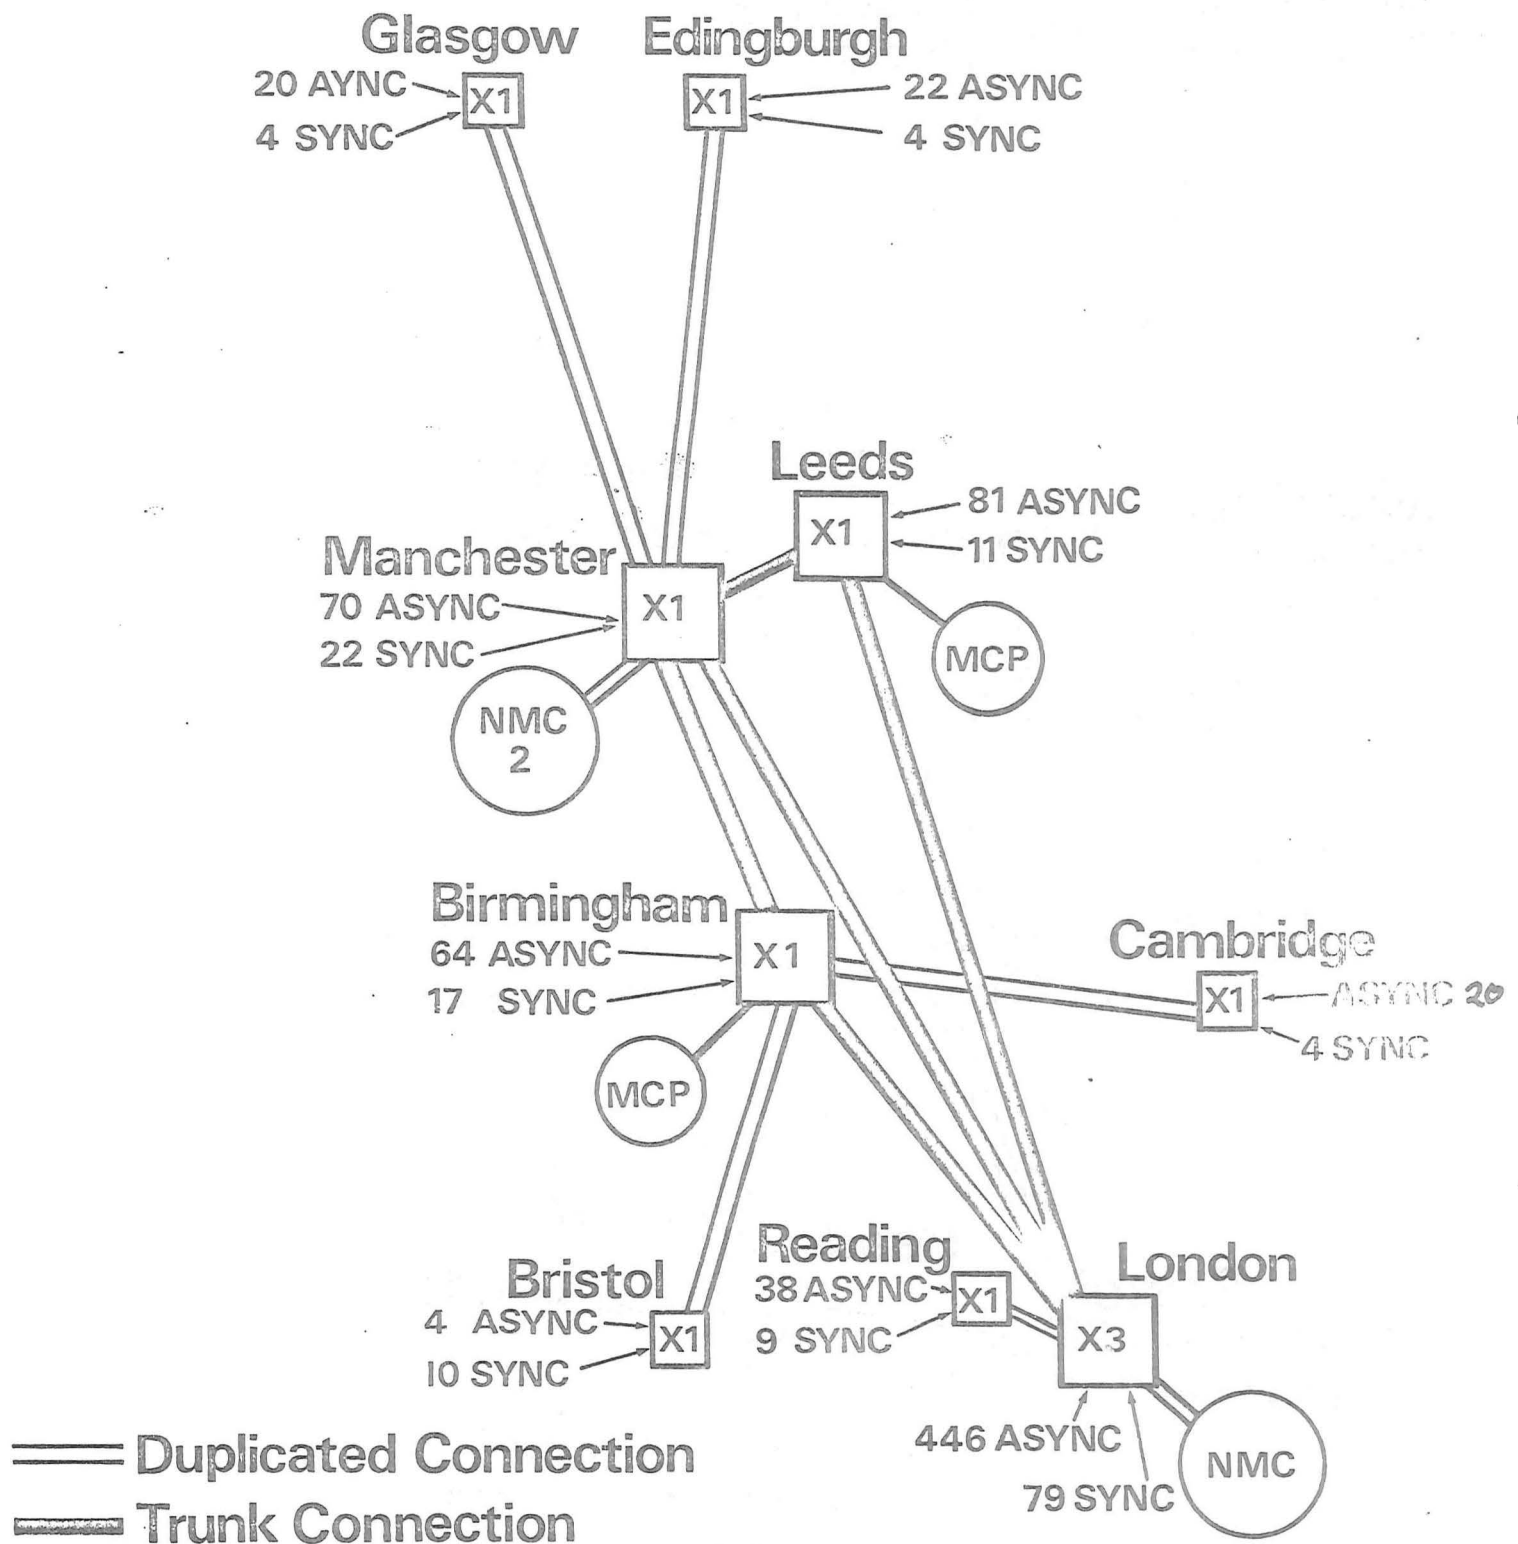 Glasgow
Edingburgh
20 AYNC
X1
X1
22 ASYNC
4 SYNC
4 SYNC
Leeds
81 ASYNC
X1
11 SYNC
Manchester
70 ASYNC
X1
22 SYNC
MCP
NMC
2
Birmingham
64 ASYNC
X1
17 SYNC
Cambridge
X1
ASYNC 20
4 SYNC
MCP
Reading
38 ASYNC
X1
9 SYNC
London
X3
Bristol
4 ASYNC
X1
10 SYNC
446 ASYNC
79 SYNC
NMC
Duplicated Connection
Trunk Connection